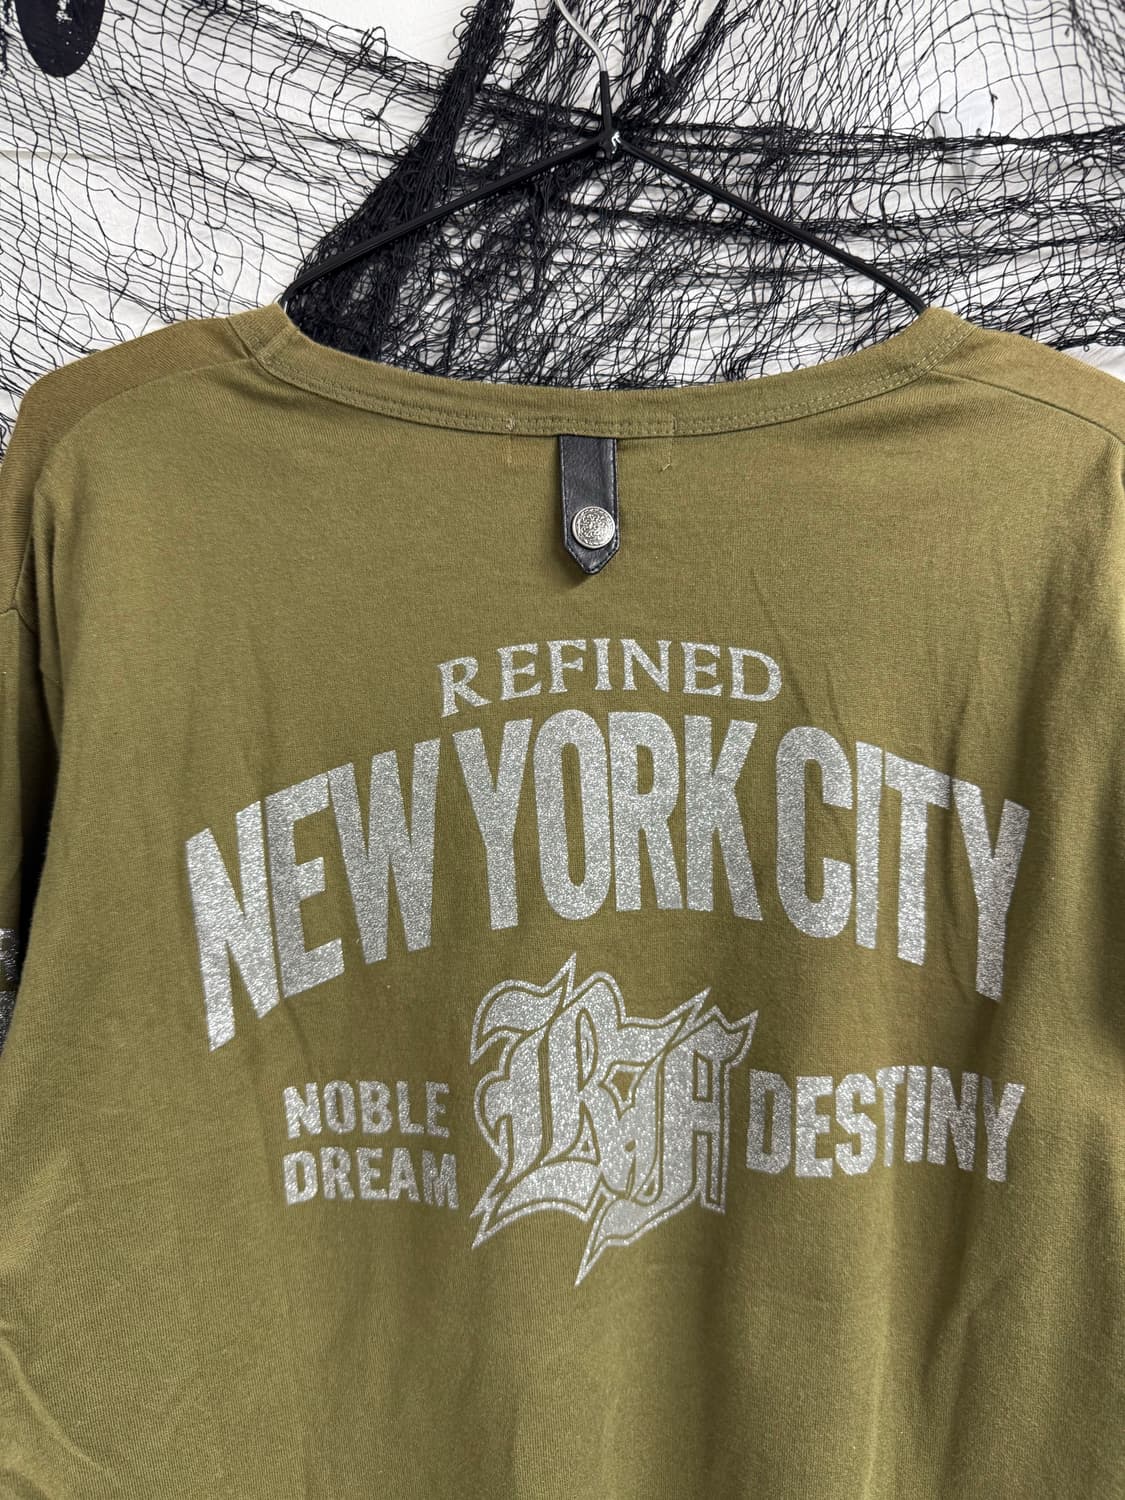 REFINED
NEW YORK CITY
NOBLE
DREAM
DESTINY